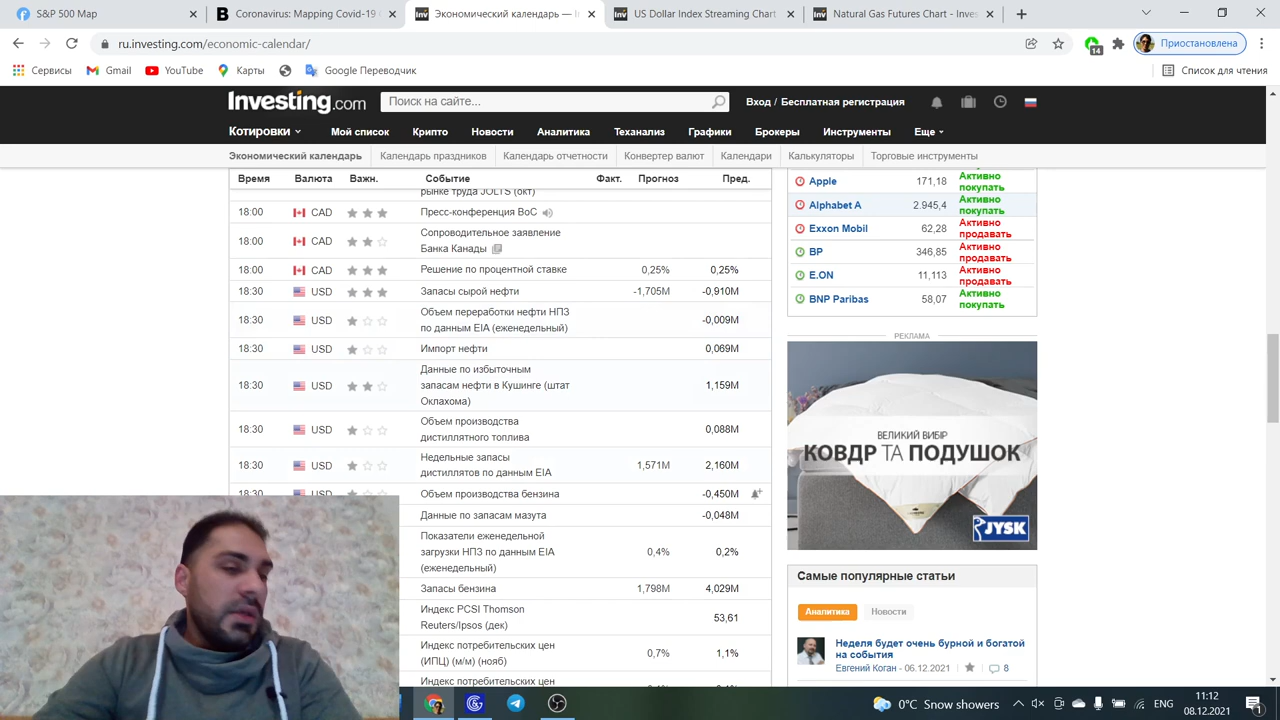 S&P 500 Map
Coronavirus: Mapping Covid-19
Экономический календарь — I
US Dollar Index Streaming Chart
Natural Gas Futures Chart - Inves
ru.investing.com/economic-calendar/
14
Приостановлена
Сервисы
Gmail
YouTube
Карты
Google Переводчик
Список для чтения
Investing.com
Поиск на сайте...
Вход / Бесплатная регистрация
Котировки
Мой список
Крипто
Новости
Аналитика
Теханализ
Графики
Брокеры
Инструменты
Еще
Экономический календарь
Календарь праздников
Календарь отчетности
Конвертер валют
Календари
Калькуляторы
Торговые инструменты
Время Валюта Важн. Событие Факт. Прогноз Пред.
рынке труда JOLTS (окт)
18:00 CAD Пресс-конференция BoC
18:00 CAD Сопроводительное заявление
Банка Канады
18:00 CAD Решение по процентной ставке 0,25% 0,25%
18:30 USD Запасы сырой нефти -1,705M -0,910M
18:30 USD Объем переработки нефти НПЗ
по данным EIA (еженедельный) -0,009M
18:30 USD Импорт нефти 0,069M
18:30 USD Данные по избыточным
запасам нефти в Кушинге (штат
Оклахома) 1,159M
18:30 USD Объем производства
дистиллятного топлива 0,088M
18:30 USD Недельные запасы
дистиллятов по данным EIA 1,571M 2,160M
18:30 USD Объем производства бензина -0,450M
Данные по запасам мазута -0,048M
Показатели еженедельной
загрузки НПЗ по данным EIA 0,4% 0,2%
(еженедельный)
Запасы бензина 1,798M 4,029M
Индекс PCSI Thomson
Reuters/Ipsos (дек) 53,61
Индекс потребительских цен
(ИПЦ) (м/м) (нояб) 0,7% 1,1%
Индекс потребительских цен
Apple 171,18 Активно
покупать
Alphabet A 2.945,4 Активно
покупать
Exxon Mobil 62,28 Активно
продавать
BP 346,85 Активно
продавать
E.ON 11,113 Активно
продавать
BNP Paribas 58,07 Активно
покупать
РЕКЛАМА
ВЕЛИКИЙ ВИБІР
КОВДР ТА ПОДУШОК
JYSK
Самые популярные статьи
Аналитика
Новости
Неделя будет очень бурной и богатой
на события
Евгений Коган - 06.12.2021 8
0°C Snow showers
ENG
11:12
08.12.2021
1